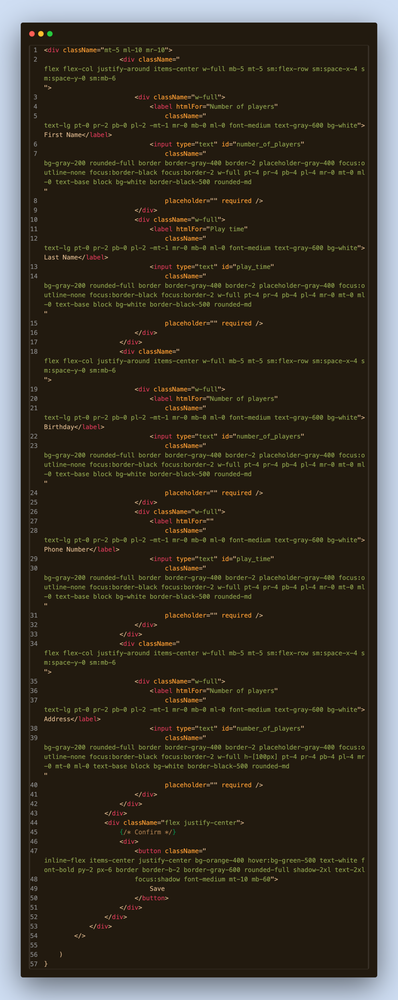 1 <div className="mt-5 ml-10 mr-10">
2 <div className="
flex flex-col justify-around items-center w-full mb-5 mt-5 sm:flex-row sm:space-x-4 s
m:space-y-0 sm:mb-6
">
3 <div className="w-full">
4 <label htmlFor="Number of players"
5 className="
text-lg pt-0 pr-2 pb-0 pl-2 -mt-1 mr-0 mb-0 ml-0 font-medium text-gray-600 bg-white">
First Name</label>
6 <input type="text" id="number_of_players"
7 className="
bg-gray-200 rounded-full border border-gray-400 border-2 placeholder-gray-400 focus:o
utline-none focus:border-black focus:border-2 w-full pt-4 pr-4 pb-4 pl-4 mr-0 mt-0 ml
-0 text-base block bg-white border-black-500 rounded-md
"
8 placeholder="" required />
9 </div>
10 <div className="w-full">
11 <label htmlFor="Play time"
12 className="
text-lg pt-0 pr-2 pb-0 pl-2 -mt-1 mr-0 mb-0 ml-0 font-medium text-gray-600 bg-white">
Last Name</label>
13 <input type="text" id="play_time"
14 className="
bg-gray-200 rounded-full border border-gray-400 border-2 placeholder-gray-400 focus:o
utline-none focus:border-black focus:border-2 w-full pt-4 pr-4 pb-4 pl-4 mr-0 mt-0 ml
-0 text-base block bg-white border-black-500 rounded-md
"
15 placeholder="" required />
16 </div>
17 </div>
18 <div className="
flex flex-col justify-around items-center w-full mb-5 mt-5 sm:flex-row sm:space-x-4 s
m:space-y-0 sm:mb-6
">
19 <div className="w-full">
20 <label htmlFor="Number of players"
21 className="
text-lg pt-0 pr-2 pb-0 pl-2 -mt-1 mr-0 mb-0 ml-0 font-medium text-gray-600 bg-white">
Birthday</label>
22 <input type="text" id="number_of_players"
23 className="
bg-gray-200 rounded-full border border-gray-400 border-2 placeholder-gray-400 focus:o
utline-none focus:border-black focus:border-2 w-full pt-4 pr-4 pb-4 pl-4 mr-0 mt-0 ml
-0 text-base block bg-white border-black-500 rounded-md
"
24 placeholder="" required />
25 </div>
26 <div className="w-full">
27 <label htmlFor=""
28 className="
text-lg pt-0 pr-2 pb-0 pl-2 -mt-1 mr-0 mb-0 ml-0 font-medium text-gray-600 bg-white">
Phone Number</label>
29 <input type="text" id="play_time"
30 className="
bg-gray-200 rounded-full border border-gray-400 border-2 placeholder-gray-400 focus:o
utline-none focus:border-black focus:border-2 w-full pt-4 pr-4 pb-4 pl-4 mr-0 mt-0 ml
-0 text-base block bg-white border-black-500 rounded-md
"
31 placeholder="" required />
32 </div>
33 </div>
34 <div className="
flex flex-col justify-around items-center w-full mb-5 mt-5 sm:flex-row sm:space-x-4 s
m:space-y-0 sm:mb-6
">
35 <div className="w-full">
36 <label htmlFor="Number of players"
37 className="
text-lg pt-0 pr-2 pb-0 pl-2 -mt-1 mr-0 mb-0 ml-0 font-medium text-gray-600 bg-white">
Address</label>
38 <input type="text" id="number_of_players"
39 className="
bg-gray-200 rounded-full border border-gray-400 border-2 placeholder-gray-400 focus:o
utline-none focus:border-black focus:border-2 w-full h-[100px] pt-4 pr-4 pb-4 pl-4 mr
-0 mt-0 ml-0 text-base block bg-white border-black-500 rounded-md
"
40 placeholder="" required />
41 </div>
42 </div>
43 </div>
44 <div className="flex justify-center">
45 {/* Confirm */}
46 <div>
47 <button className="
inline-flex items-center justify-center bg-orange-400 hover:bg-green-500 text-white f
ont-bold py-2 px-6 border border-b-2 border-gray-600 rounded-full shadow-2xl text-2xl
48 focus:shadow font-medium mt-10 mb-60">
49 Save
50 </button>
51 </div>
52 </div>
53 </div>
54 </>
55
56 )
57 }